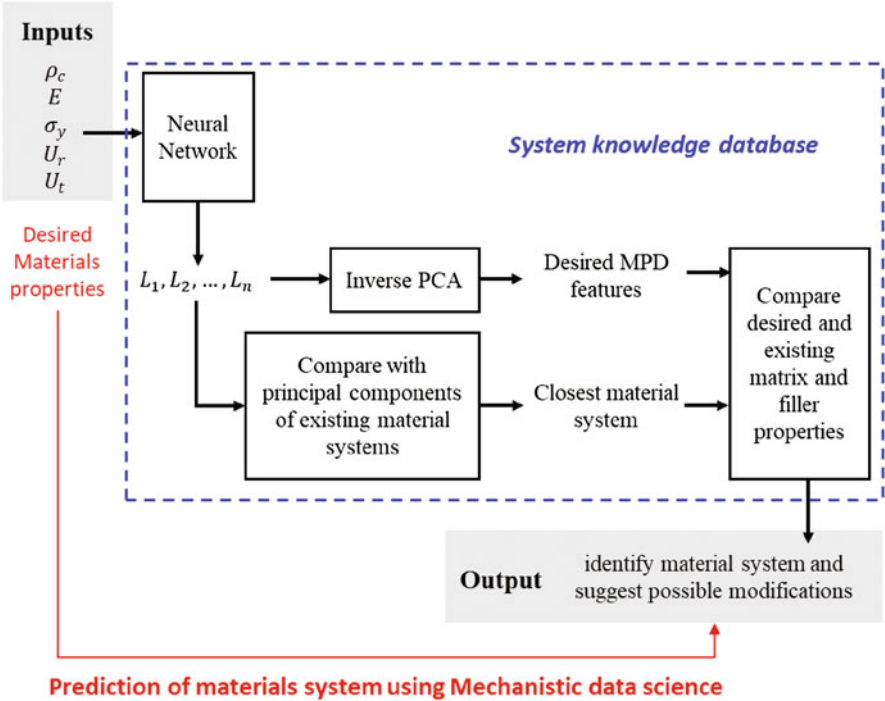 Inputs
ρ_c
E
σ_y
U_r
U_t
Desired
Materials
properties
Neural
Network
System knowledge database
L_1, L_2, ..., L_n
Inverse PCA
Desired MPD
features
Compare with
principal components
of existing material
systems
Closest material
system
Compare
desired and
existing
matrix and
filler
properties
Output
identify material system and
suggest possible modifications
Prediction of materials system using Mechanistic data science